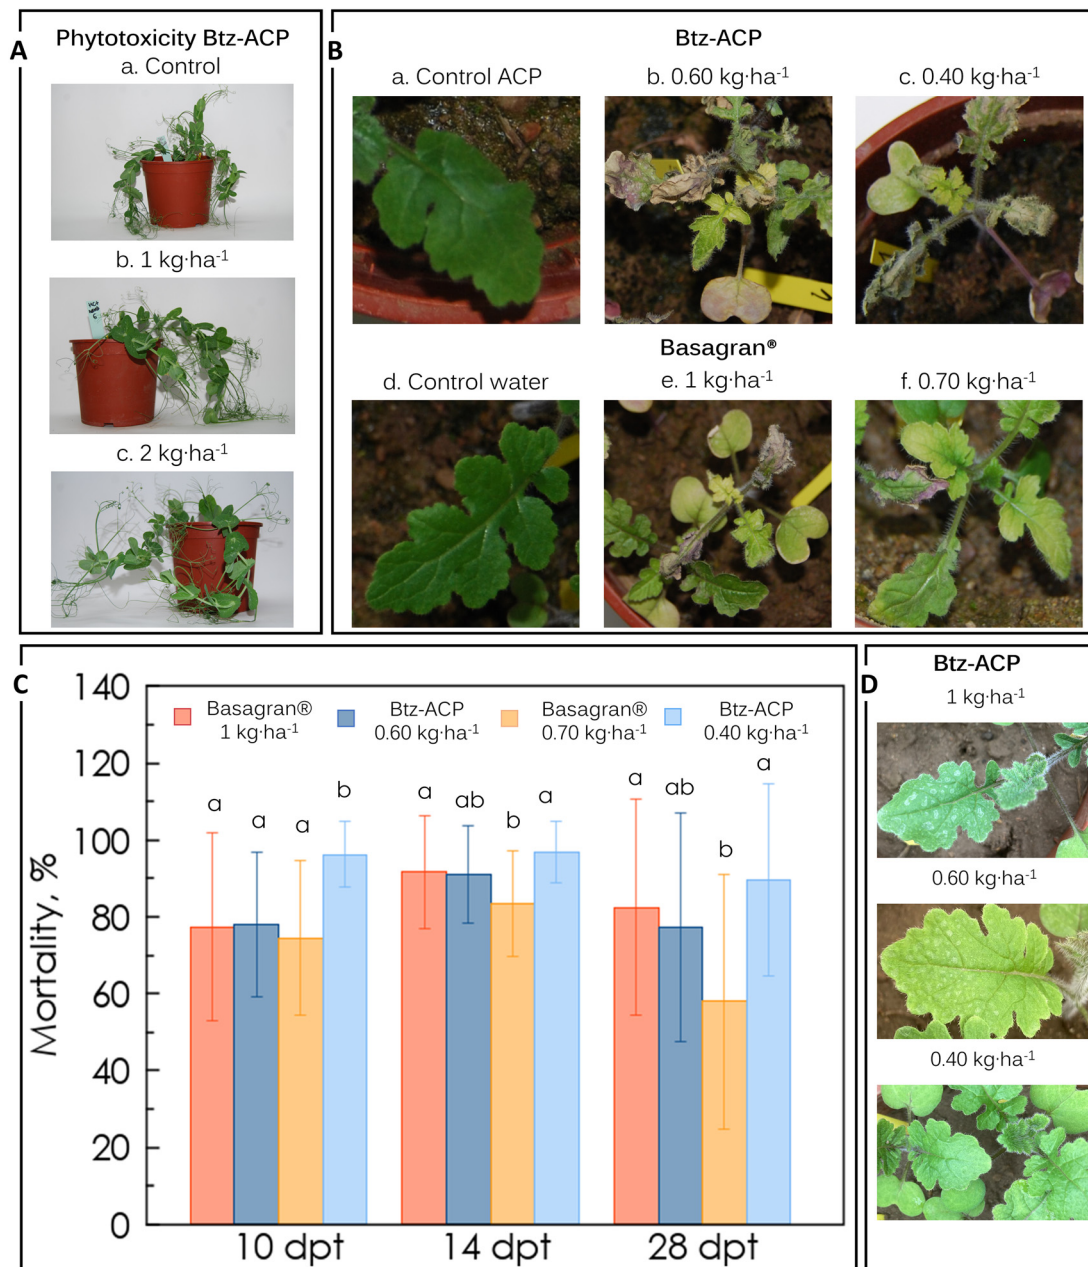 A
Phytotoxicity Btz-ACP
a. Control
b. 1 kg·ha-1
c. 2 kg·ha-1
B
Btz-ACP
a. Control ACP
b. 0.60 kg·ha-1
c. 0.40 kg·ha-1
Basagran®
d. Control water
e. 1 kg·ha-1
f. 0.70 kg·ha-1
C
Basagran® 1 kg·ha-1
Btz-ACP 0.60 kg·ha-1
Basagran® 0.70 kg·ha-1
Btz-ACP 0.40 kg·ha-1
Mortality, %
140
120
100
80
60
40
20
0
a a a b
a ab b a
a ab b a
10 dpt 14 dpt 28 dpt
D
Btz-ACP
1 kg·ha-1
0.60 kg·ha-1
0.40 kg·ha-1